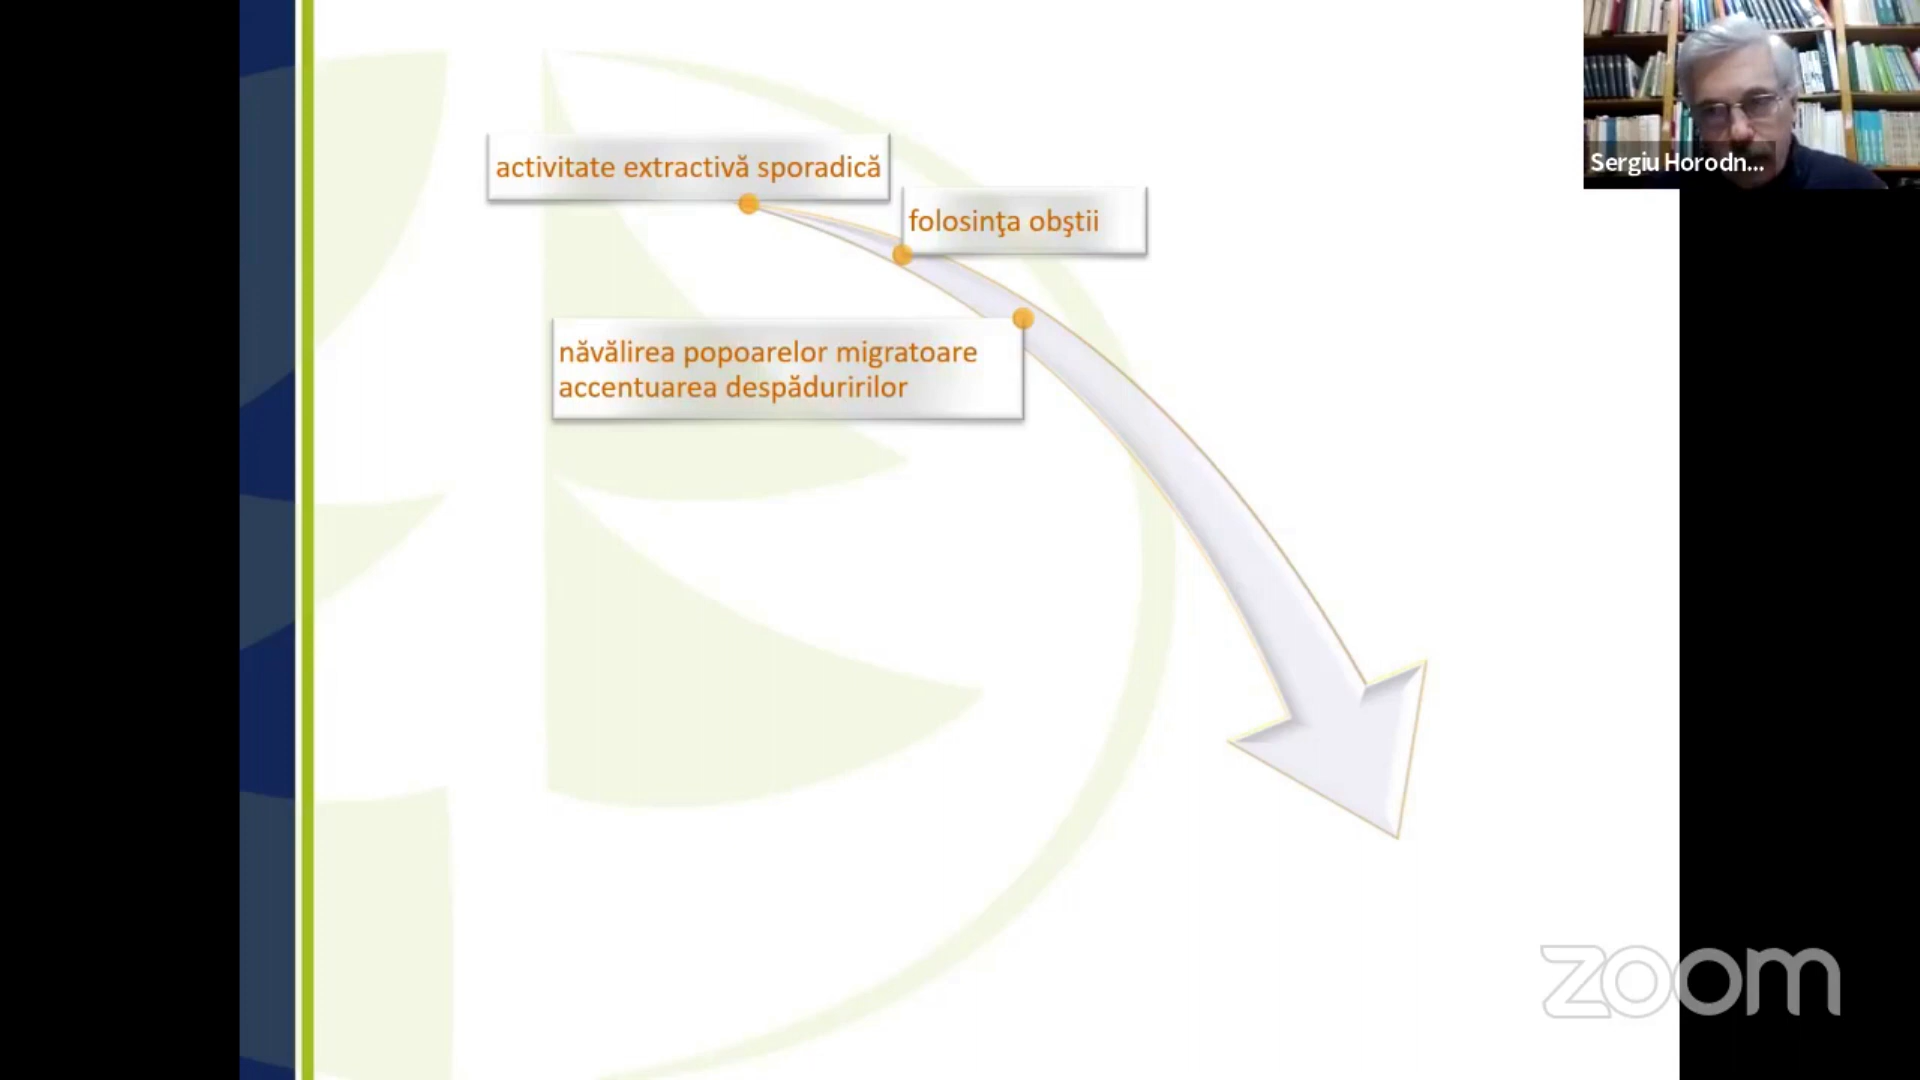 activitate extractivă sporadică
folosinţa obştii
năvălirea popoarelor migratoare
accentuarea despăduririlor
Sergiu Horodn...
zoom